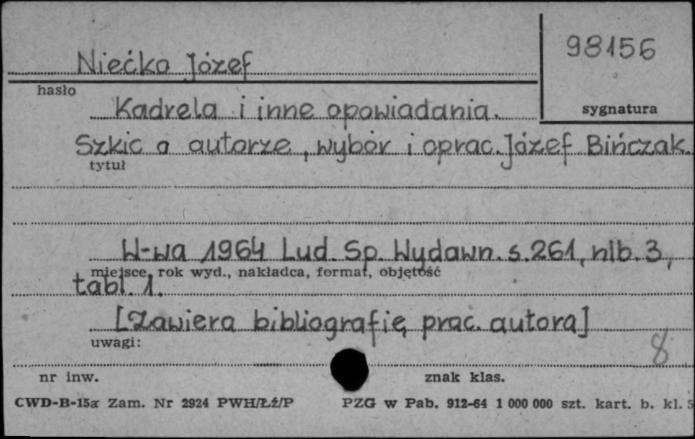 Niećko Józef
98156
hasło
sygnatura
Kadrela i inne opowiadania.
Szkic o autorze, wybór i oprac. Józef Bińczak.
tytuł
W-wa 1964 Lud. Sp. Wydawn. s. 261, nlb. 3,
miejsce, rok wyd., nakładca, format, objętość
tabl. 1.
[Zawiera bibliografię prac. autora]
uwagi:
8
nr inw.
znak klas.
CWD-B-15a Zam. Nr 2924 PWH/Łź/P PZG w Pab. 912-64 1 000 000 szt. kart. b. kl. 5